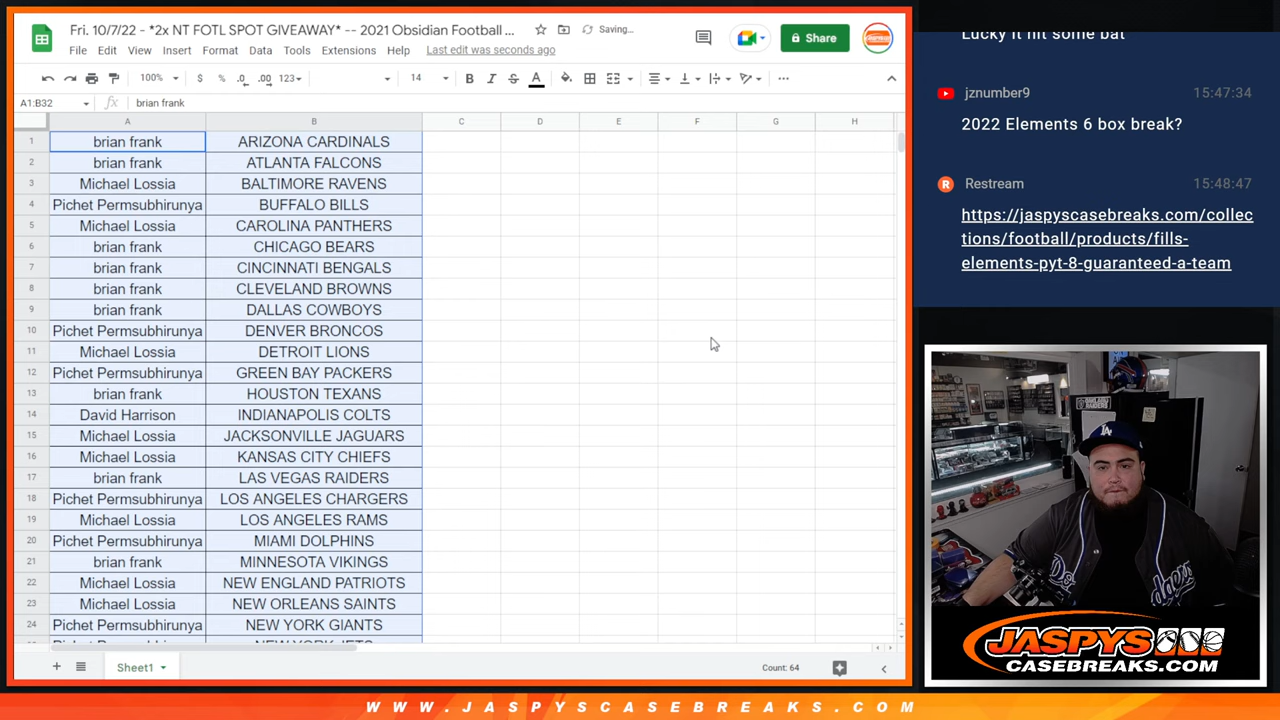 Fri. 10/7/22 - *2x NT FOTL SPOT GIVEAWAY* -- 2021 Obsidian Football ...
Saving...
File Edit View Insert Format Data Tools Extensions Help Last edit was seconds ago
Share
JASPYS
100% $ % .0 .00 123 14 B I S A
A1:B32 fx brian frank
A B C D E F G H
1 brian frank ARIZONA CARDINALS
2 brian frank ATLANTA FALCONS
3 Michael Lossia BALTIMORE RAVENS
4 Pichet Permsubhirunya BUFFALO BILLS
5 Michael Lossia CAROLINA PANTHERS
6 brian frank CHICAGO BEARS
7 brian frank CINCINNATI BENGALS
8 brian frank CLEVELAND BROWNS
9 brian frank DALLAS COWBOYS
10 Pichet Permsubhirunya DENVER BRONCOS
11 Michael Lossia DETROIT LIONS
12 Pichet Permsubhirunya GREEN BAY PACKERS
13 brian frank HOUSTON TEXANS
14 David Harrison INDIANAPOLIS COLTS
15 Michael Lossia JACKSONVILLE JAGUARS
16 Michael Lossia KANSAS CITY CHIEFS
17 brian frank LAS VEGAS RAIDERS
18 Pichet Permsubhirunya LOS ANGELES CHARGERS
19 Michael Lossia LOS ANGELES RAMS
20 Pichet Permsubhirunya MIAMI DOLPHINS
21 brian frank MINNESOTA VIKINGS
22 Michael Lossia NEW ENGLAND PATRIOTS
23 Michael Lossia NEW ORLEANS SAINTS
24 Pichet Permsubhirunya NEW YORK GIANTS
Sheet1
Count: 64
Lucky it hit some bat
jznumber9 15:47:34
2022 Elements 6 box break?
Restream 15:48:47
https://jaspyscasebreaks.com/collec
tions/football/products/fills-
elements-pyt-8-guaranteed-a-team
LA
Dodgers
JASPYS
CASEBREAKS.COM
WWW.JASPYSCASEBREAKS.COM